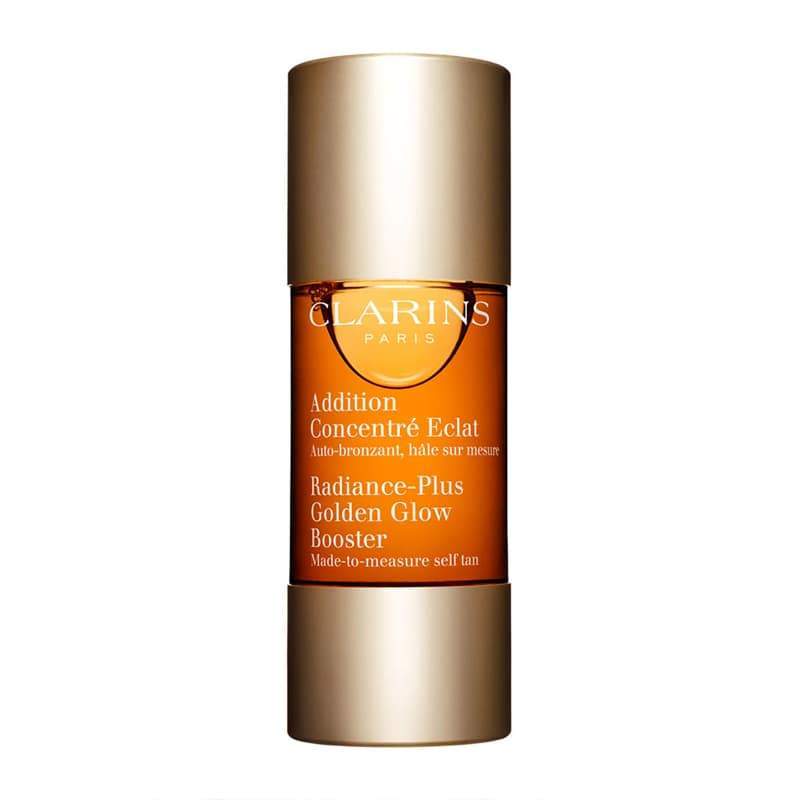 CLARINS
PARIS
Addition
Concentré Eclat
Auto-bronzant, hâle sur mesure
Radiance-Plus
Golden Glow
Booster
Made-to-measure self tan